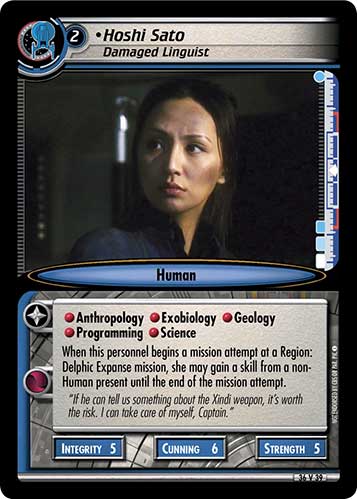 2
•Hoshi Sato
Damaged Linguist
Human
•Anthropology •Exobiology •Geology
•Programming •Science
When this personnel begins a mission attempt at a Region:
Delphic Expanse mission, she may gain a skill from a non-
Human present until the end of the mission attempt.
"If he can tell us something about the Xindi weapon, it's worth
the risk. I can take care of myself, Captain."
INTEGRITY 5 CUNNING 6 STRENGTH 5
36 V 39